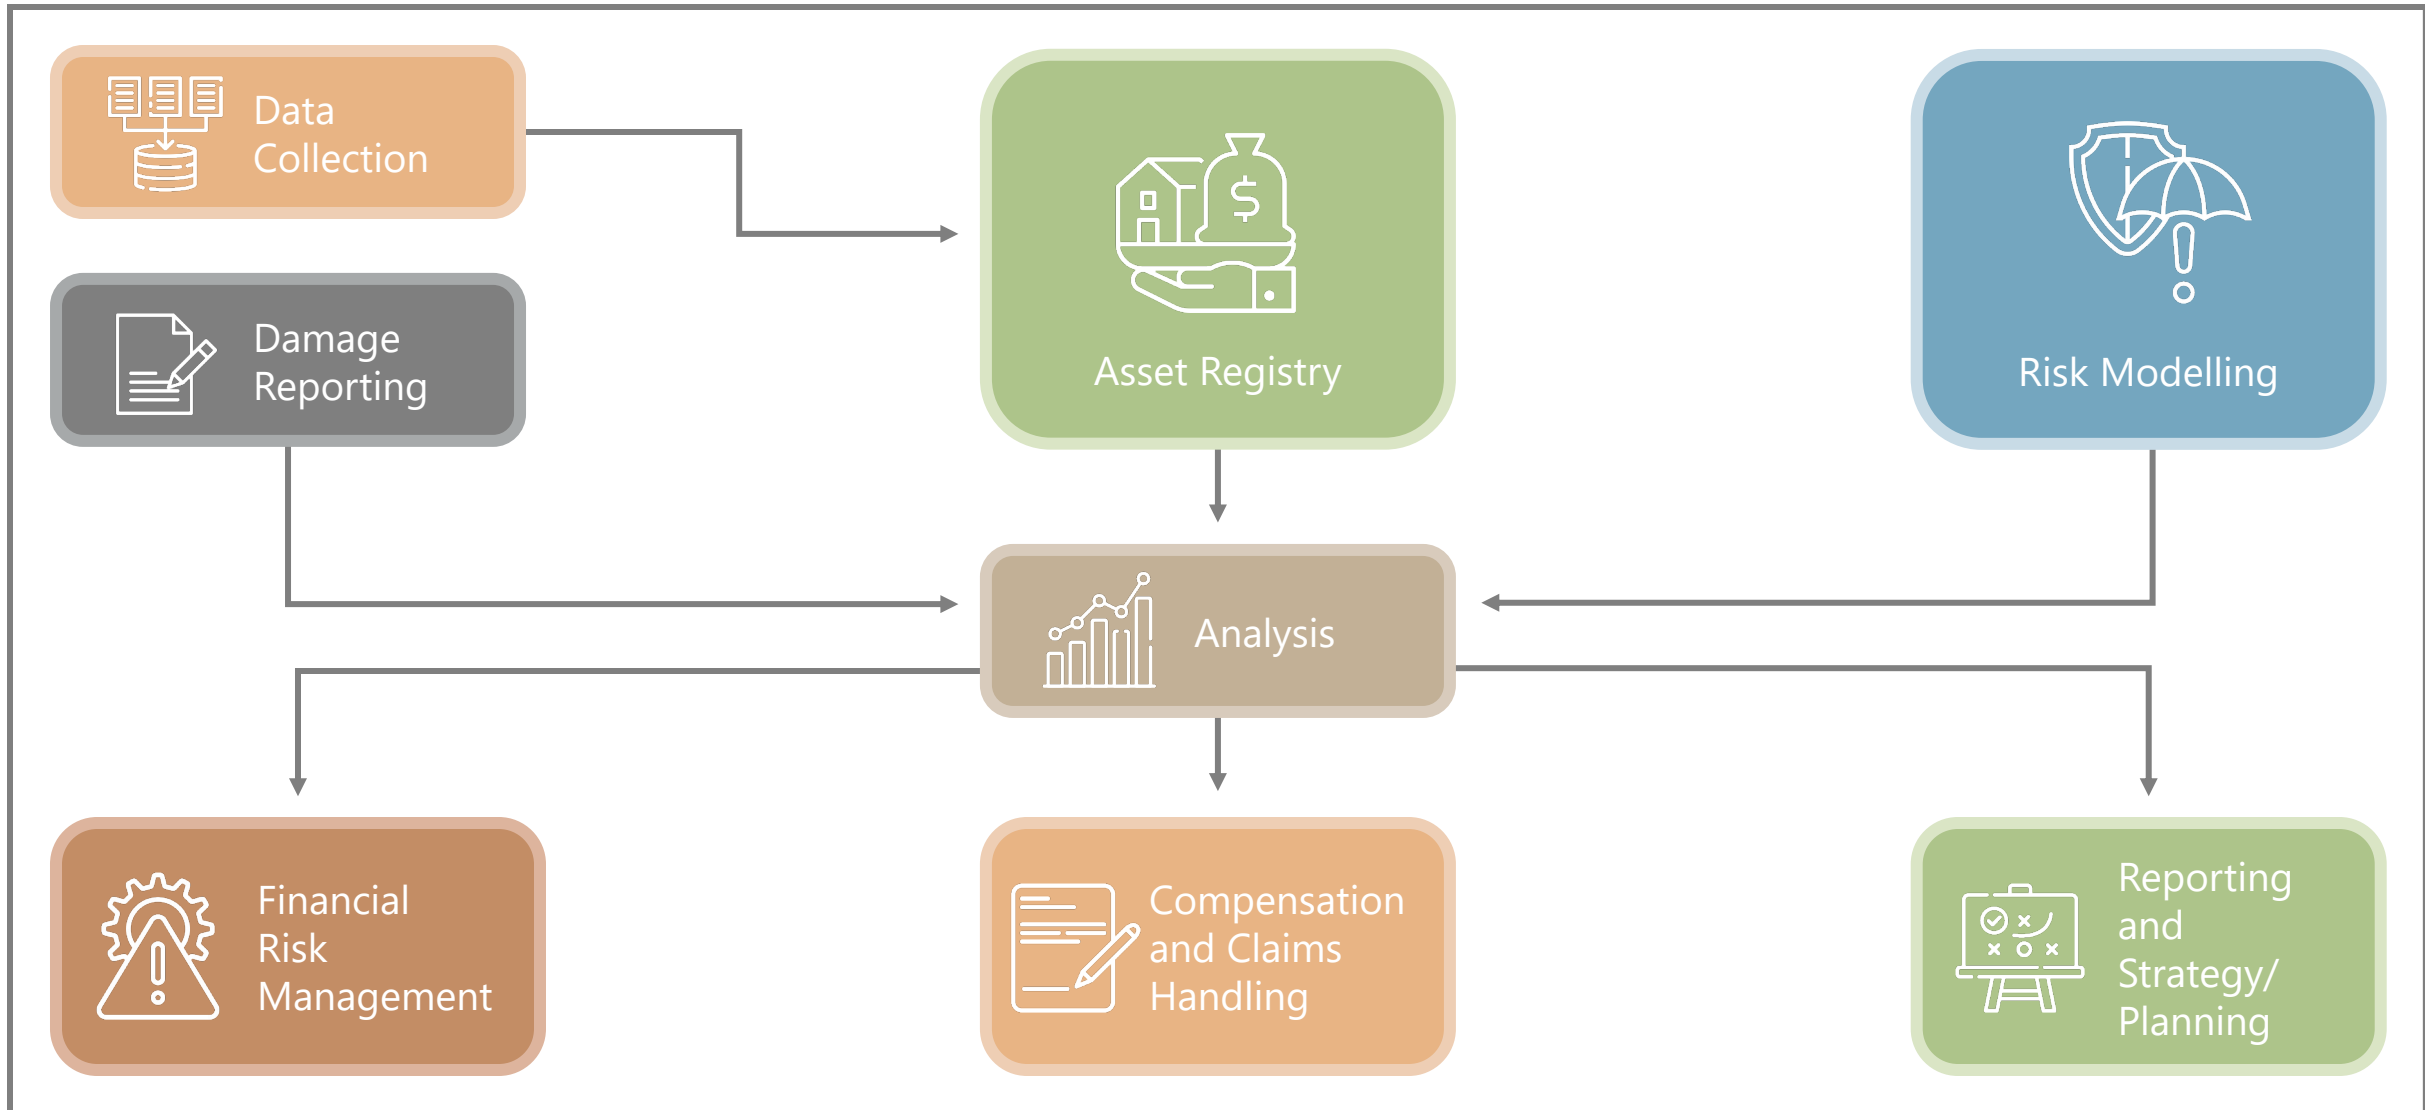 Data
Collection
Damage
Reporting
$
Asset Registry
Risk Modelling
Analysis
Financial
Risk
Management
Compensation
and Claims
Handling
Reporting
and
Strategy/
Planning